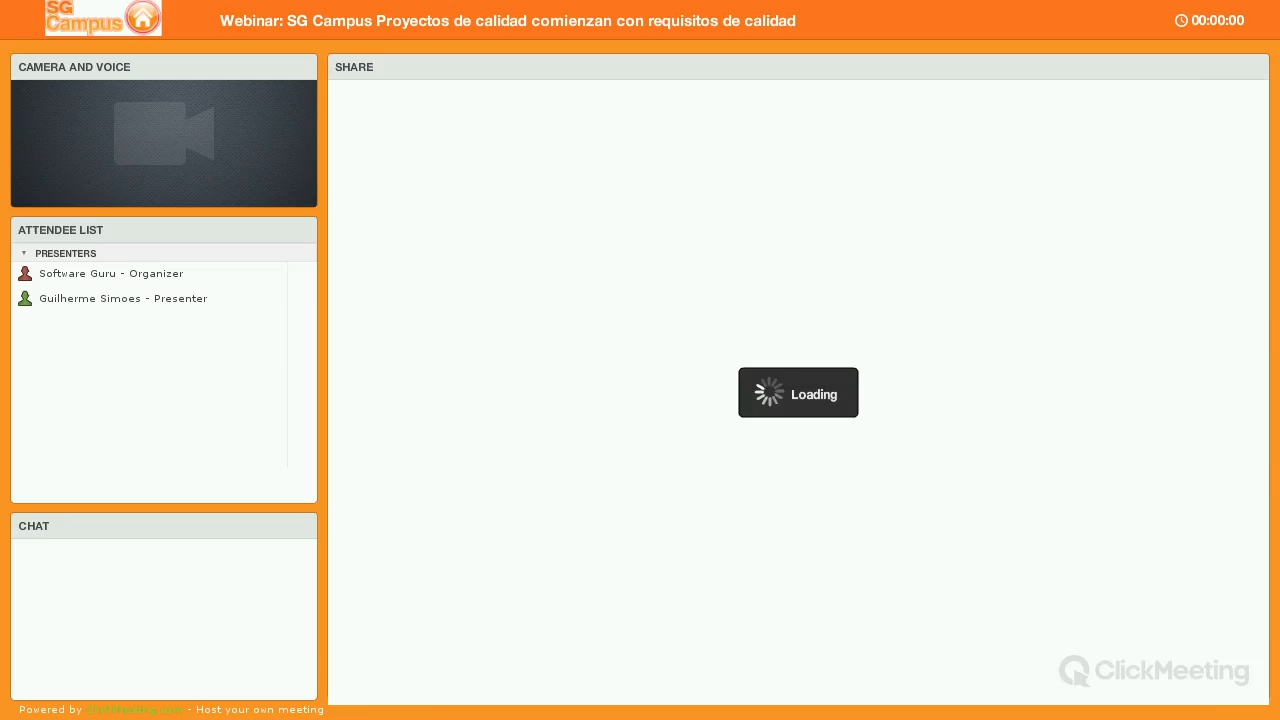 SG
Campus
Webinar: SG Campus Proyectos de calidad comienzan con requisitos de calidad
00:00:00
CAMERA AND VOICE
SHARE
ATTENDEE LIST
PRESENTERS
Software Guru - Organizer
Guilherme Simoes - Presenter
Loading
CHAT
ClickMeeting
Powered by ClickMeeting.com - Host your own meeting